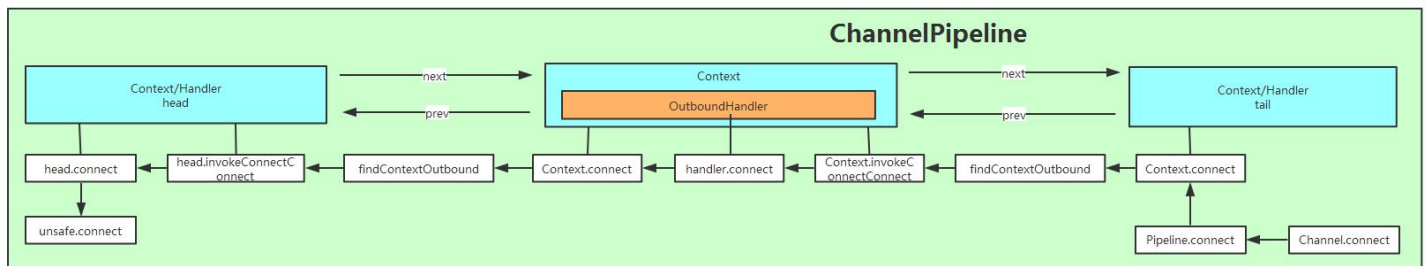 ChannelPipeline
Context/Handler
head
next
prev
Context
OutboundHandler
next
prev
Context/Handler
tail
head.connect
head.invokeConnectC
onnect
findContextOutbound
Context.connect
handler.connect
Context.invokeC
onnectConnect
findContextOutbound
Context.connect
unsafe.connect
Pipeline.connect
Channel.connect